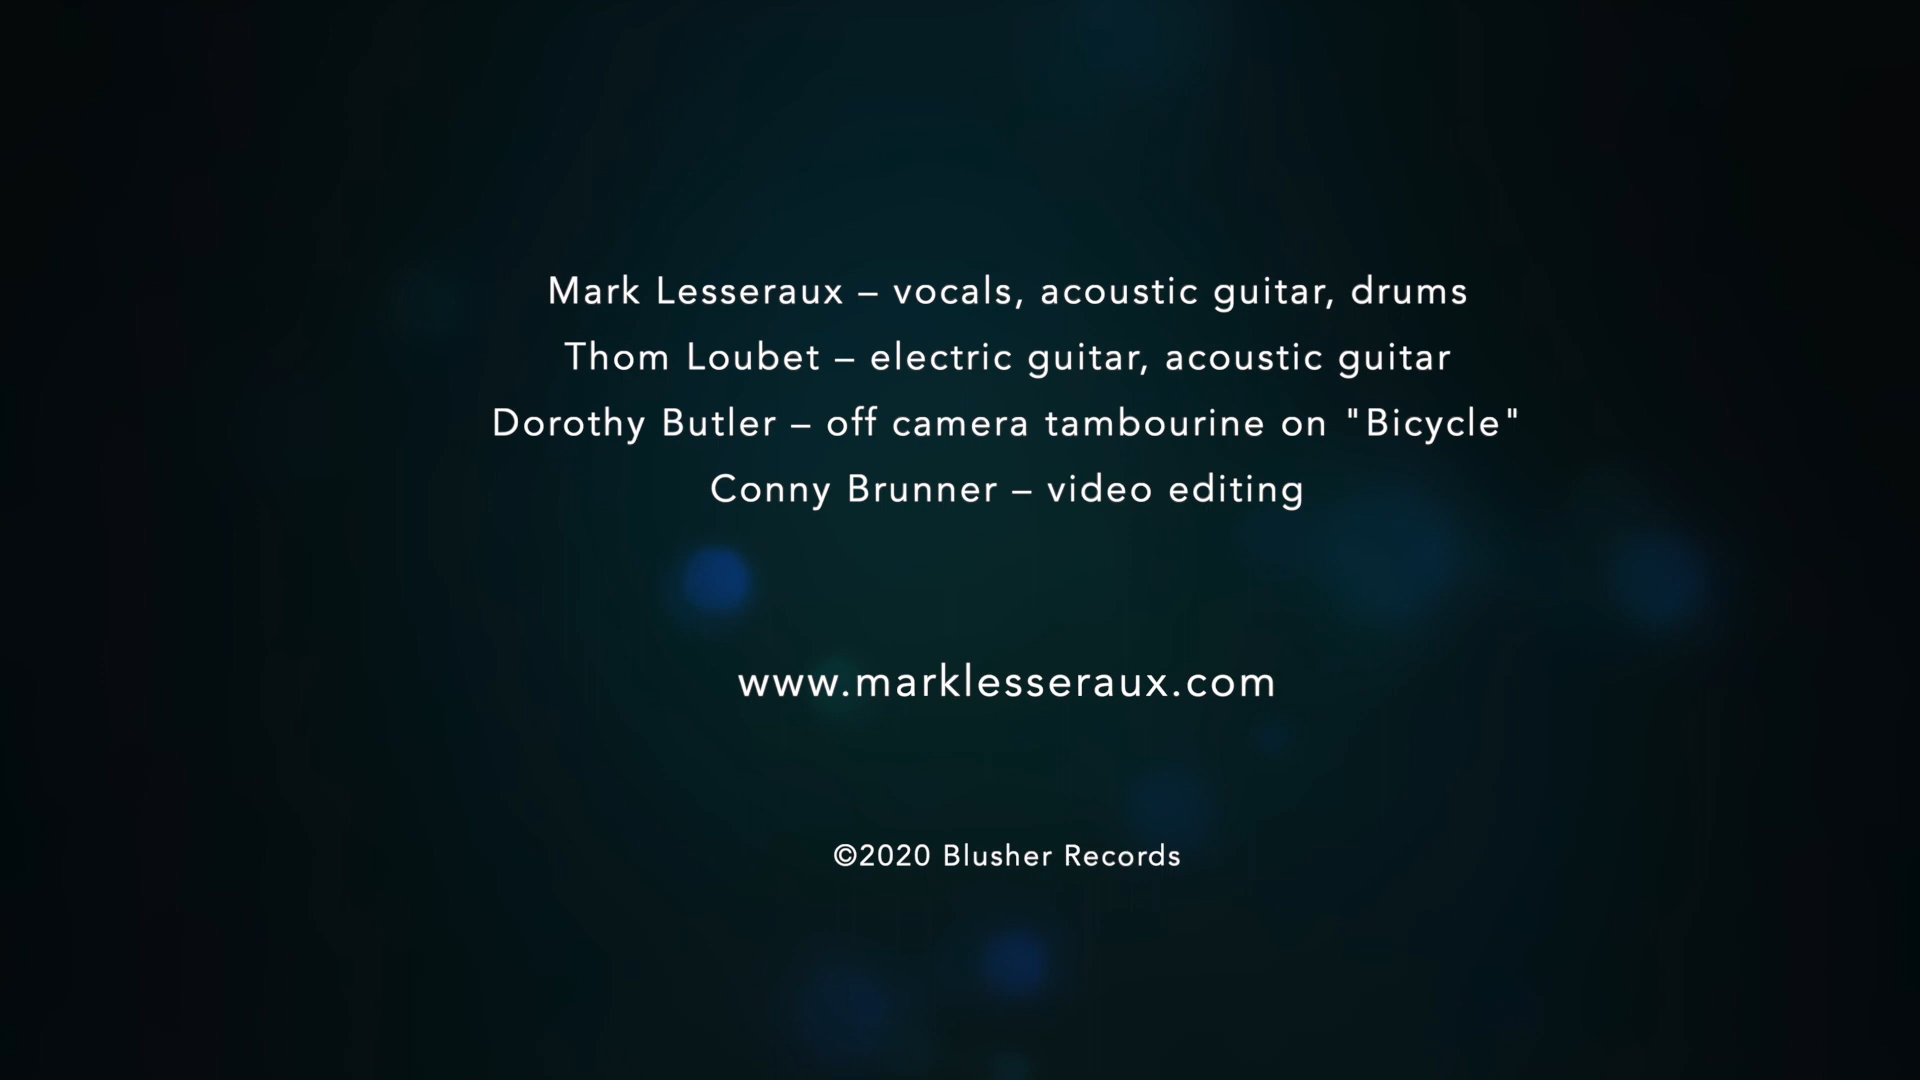 Mark Lesseraux – vocals, acoustic guitar, drums
Thom Loubet – electric guitar, acoustic guitar
Dorothy Butler – off camera tambourine on "Bicycle"
Conny Brunner – video editing
www.marklesseraux.com
©2020 Blusher Records